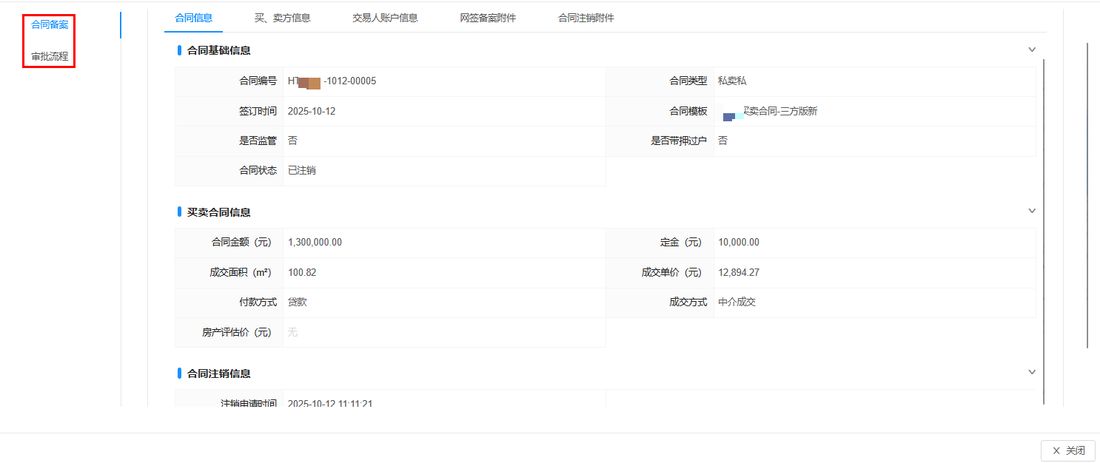 合同备案
审批流程
合同信息 买、卖方信息 交易人账户信息 网签备案附件 合同注销附件
合同基础信息
合同编号 HT -1012-00005 合同类型 私卖私
签订时间 2025-10-12 合同模板 买卖合同-三方版新
是否监管 否 是否带押过户 否
合同状态 已注销
买卖合同信息
合同金额（元） 1,300,000.00 定金（元） 10,000.00
成交面积（m²） 100.82 成交单价（元） 12,894.27
付款方式 贷款 成交方式 中介成交
房产评估价（元） 无
合同注销信息
注销申请时间 2025-10-12 11:11:21
× 关闭